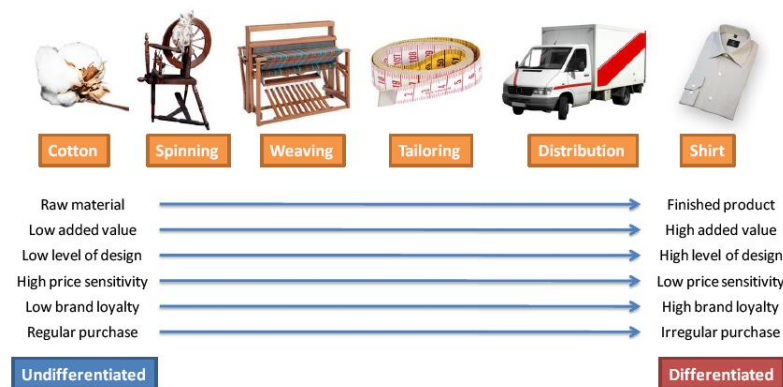 Cotton
Spinning
Weaving
Tailoring
Distribution
Shirt
Raw material
Finished product
Low added value
High added value
Low level of design
High level of design
High price sensitivity
Low price sensitivity
Low brand loyalty
High brand loyalty
Regular purchase
Irregular purchase
Undifferentiated
Differentiated